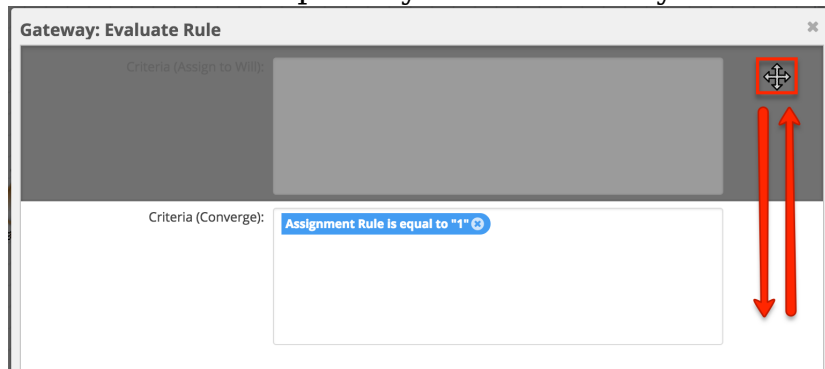 Gateway: Evaluate Rule
Criteria (Assign to Will):
Criteria (Converge):
Assignment Rule is equal to "1"